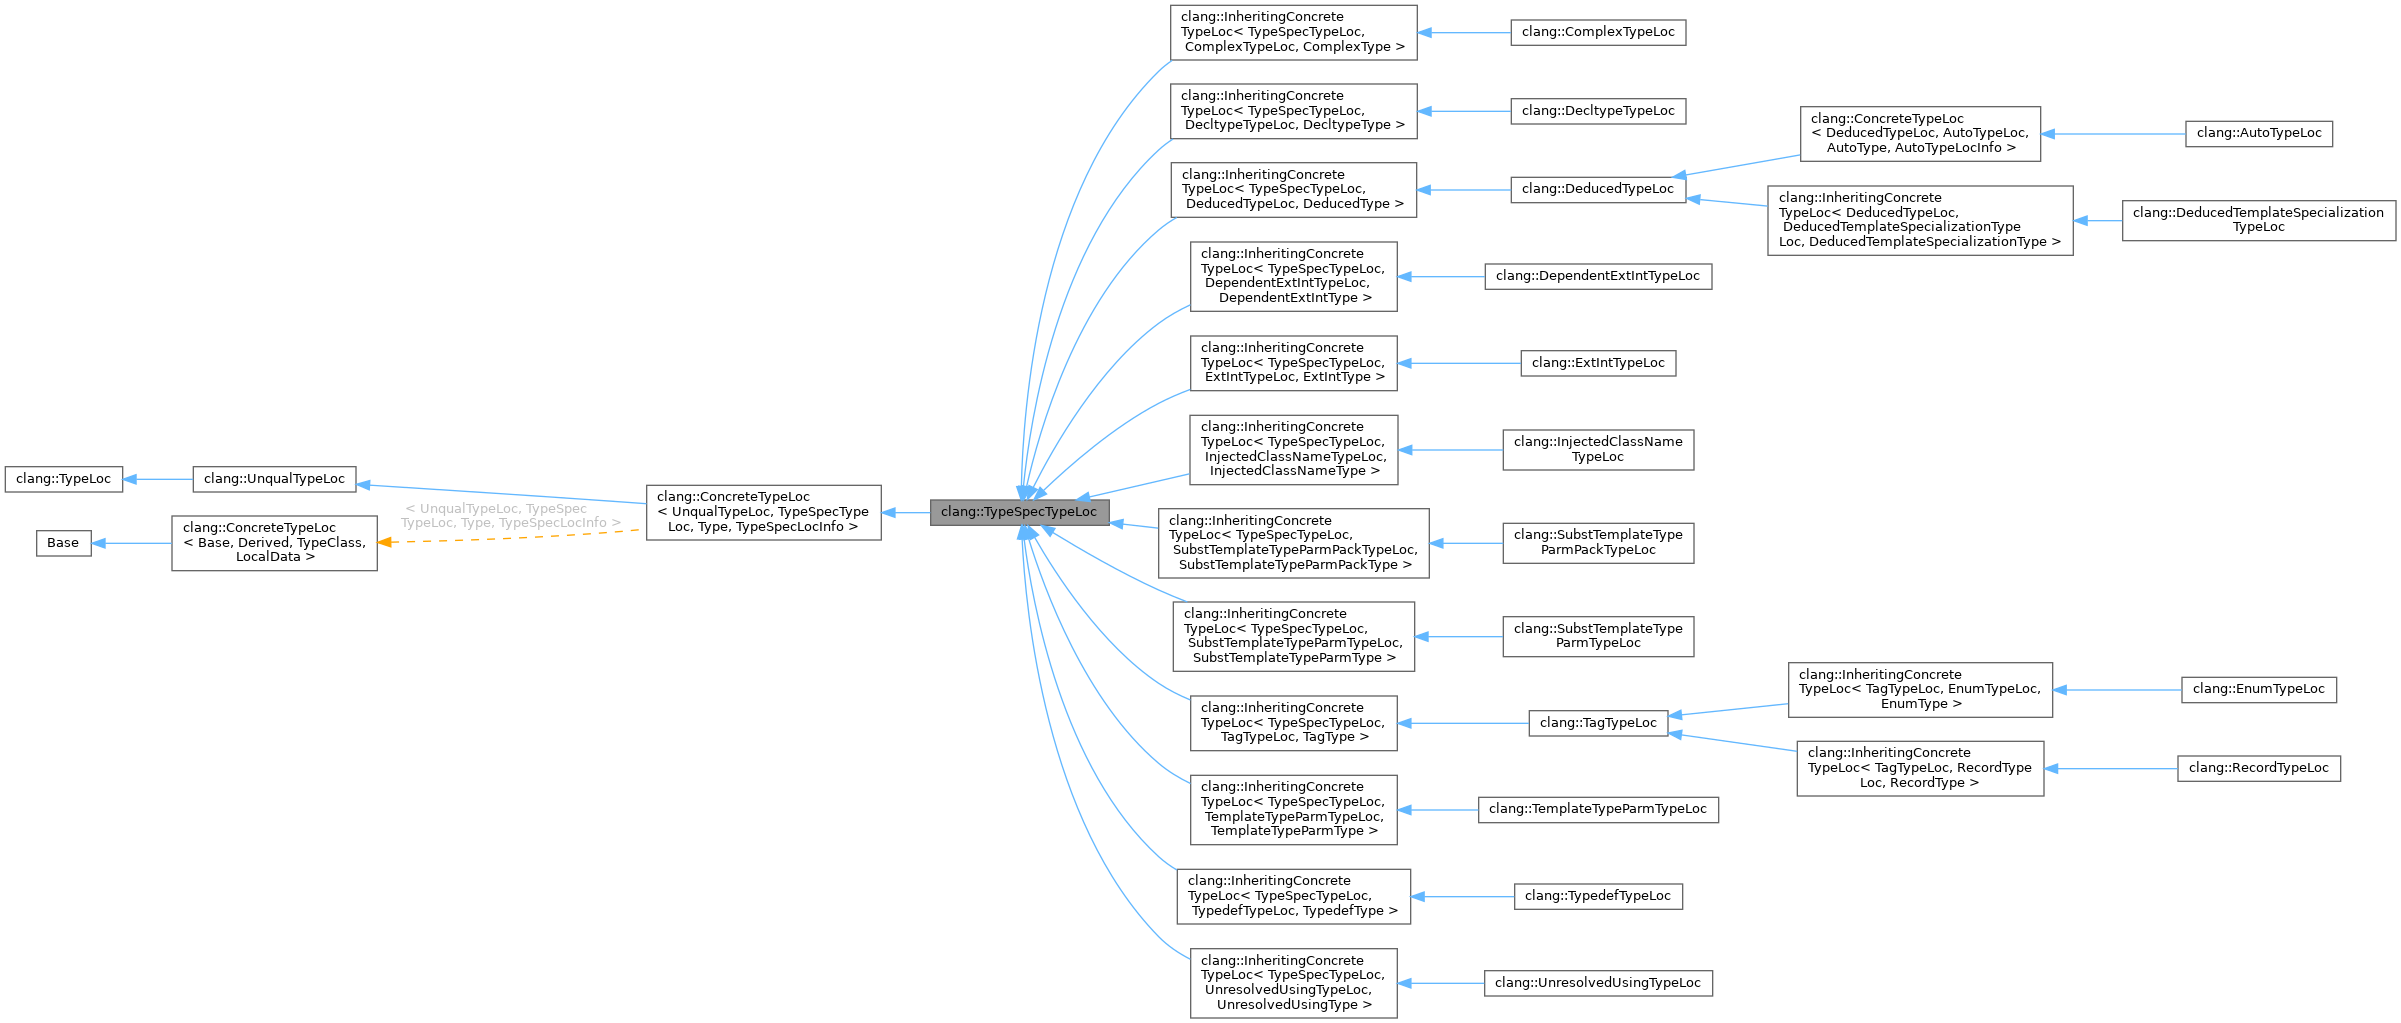 clang::TypeLoc
clang::UnqualTypeLoc
Base
clang::ConcreteTypeLoc
< Base, Derived, TypeClass,
LocalData >
< UnqualTypeLoc, TypeSpec
TypeLoc, Type, TypeSpecLocInfo >
clang::ConcreteTypeLoc
< UnqualTypeLoc, TypeSpecType
Loc, Type, TypeSpecLocInfo >
clang::TypeSpecTypeLoc
clang::InheritingConcrete
TypeLoc< TypeSpecTypeLoc,
ComplexTypeLoc, ComplexType >
clang::ComplexTypeLoc
clang::InheritingConcrete
TypeLoc< TypeSpecTypeLoc,
DecltypeTypeLoc, DecltypeType >
clang::DecltypeTypeLoc
clang::InheritingConcrete
TypeLoc< TypeSpecTypeLoc,
DeducedTypeLoc, DeducedType >
clang::DeducedTypeLoc
clang::ConcreteTypeLoc
< DeducedTypeLoc, AutoTypeLoc,
AutoType, AutoTypeLocInfo >
clang::AutoTypeLoc
clang::InheritingConcrete
TypeLoc< DeducedTypeLoc,
DeducedTemplateSpecializationType
Loc, DeducedTemplateSpecializationType >
clang::DeducedTemplateSpecialization
TypeLoc
clang::InheritingConcrete
TypeLoc< TypeSpecTypeLoc,
DependentExtIntTypeLoc,
DependentExtIntType >
clang::DependentExtIntTypeLoc
clang::InheritingConcrete
TypeLoc< TypeSpecTypeLoc,
ExtIntTypeLoc, ExtIntType >
clang::ExtIntTypeLoc
clang::InheritingConcrete
TypeLoc< TypeSpecTypeLoc,
InjectedClassNameTypeLoc,
InjectedClassNameType >
clang::InjectedClassName
TypeLoc
clang::InheritingConcrete
TypeLoc< TypeSpecTypeLoc,
SubstTemplateTypeParmPackTypeLoc,
SubstTemplateTypeParmPackType >
clang::SubstTemplateType
ParmPackTypeLoc
clang::InheritingConcrete
TypeLoc< TypeSpecTypeLoc,
SubstTemplateTypeParmTypeLoc,
SubstTemplateTypeParmType >
clang::SubstTemplateType
ParmTypeLoc
clang::InheritingConcrete
TypeLoc< TypeSpecTypeLoc,
TagTypeLoc, TagType >
clang::TagTypeLoc
clang::InheritingConcrete
TypeLoc< TagTypeLoc, EnumTypeLoc,
EnumType >
clang::EnumTypeLoc
clang::InheritingConcrete
TypeLoc< TagTypeLoc, RecordType
Loc, RecordType >
clang::RecordTypeLoc
clang::InheritingConcrete
TypeLoc< TypeSpecTypeLoc,
TemplateTypeParmTypeLoc,
TemplateTypeParmType >
clang::TemplateTypeParmTypeLoc
clang::InheritingConcrete
TypeLoc< TypeSpecTypeLoc,
TypedefTypeLoc, TypedefType >
clang::TypedefTypeLoc
clang::InheritingConcrete
TypeLoc< TypeSpecTypeLoc,
UnresolvedUsingTypeLoc,
UnresolvedUsingType >
clang::UnresolvedUsingTypeLoc